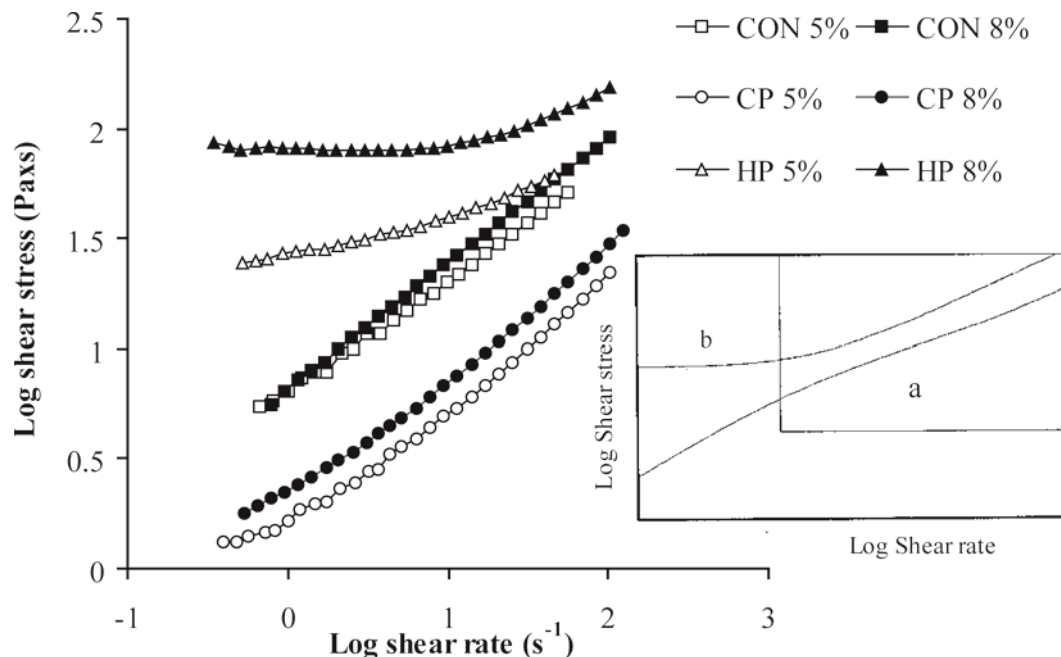 2.5
2
1.5
1
0.5
0
-1 0 1 2 3
Log shear stress (Paxs)
Log shear rate (s⁻¹)
CON 5% CON 8%
CP 5% CP 8%
HP 5% HP 8%
b
a
Log Shear stress
Log Shear rate